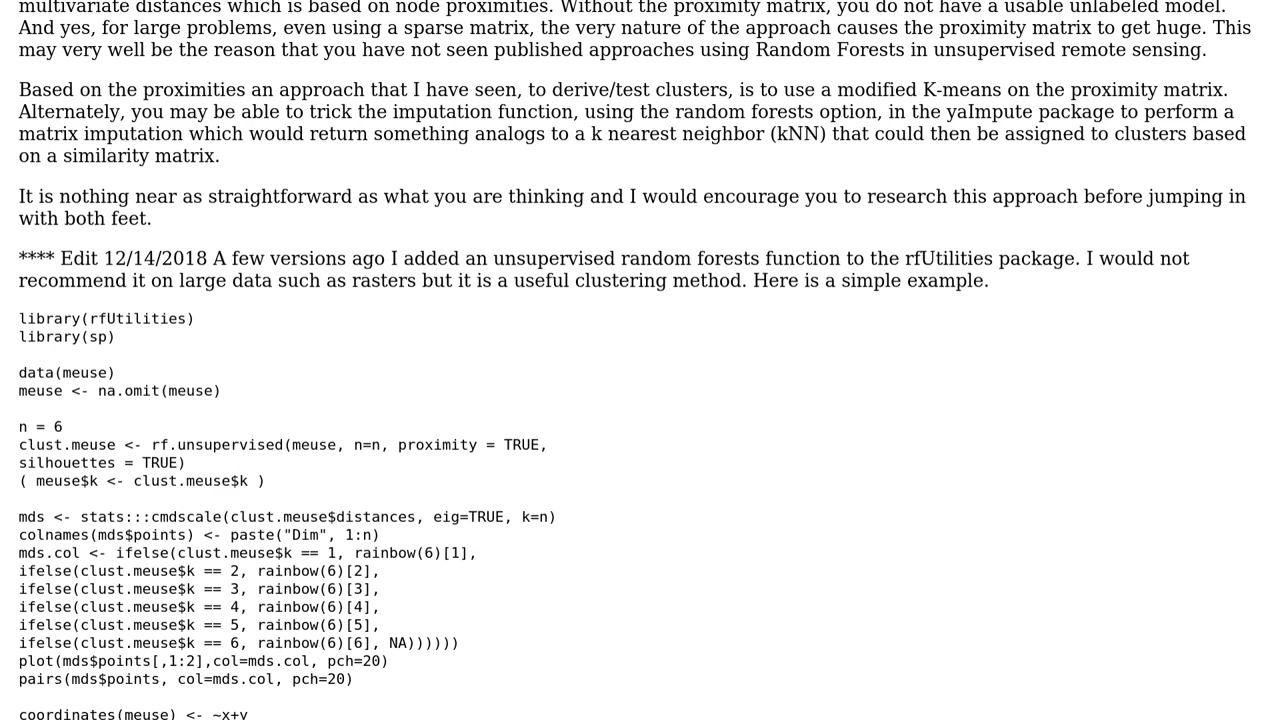 multivariate distances which is based on node proximities. Without the proximity matrix, you do not have a usable unlabeled model.
And yes, for large problems, even using a sparse matrix, the very nature of the approach causes the proximity matrix to get huge. This
may very well be the reason that you have not seen published approaches using Random Forests in unsupervised remote sensing.
Based on the proximities an approach that I have seen, to derive/test clusters, is to use a modified K-means on the proximity matrix.
Alternately, you may be able to trick the imputation function, using the random forests option, in the yaImpute package to perform a
matrix imputation which would return something analogs to a k nearest neighbor (kNN) that could then be assigned to clusters based
on a similarity matrix.
It is nothing near as straightforward as what you are thinking and I would encourage you to research this approach before jumping in
with both feet.
**** Edit 12/14/2018 A few versions ago I added an unsupervised random forests function to the rfUtilities package. I would not
recommend it on large data such as rasters but it is a useful clustering method. Here is a simple example.
library(rfUtilities)
library(sp)
data(meuse)
meuse <- na.omit(meuse)
n = 6
clust.meuse <- rf.unsupervised(meuse, n=n, proximity = TRUE,
silhouettes = TRUE)
( meuse$k <- clust.meuse$k )
mds <- stats:::cmdscale(clust.meuse$distances, eig=TRUE, k=n)
colnames(mds$points) <- paste("Dim", 1:n)
mds.col <- ifelse(clust.meuse$k == 1, rainbow(6)[1],
ifelse(clust.meuse$k == 2, rainbow(6)[2],
ifelse(clust.meuse$k == 3, rainbow(6)[3],
ifelse(clust.meuse$k == 4, rainbow(6)[4],
ifelse(clust.meuse$k == 5, rainbow(6)[5],
ifelse(clust.meuse$k == 6, rainbow(6)[6], NA))))))
plot(mds$points[,1:2],col=mds.col, pch=20)
pairs(mds$points, col=mds.col, pch=20)
coordinates(meuse) <- ~x+y